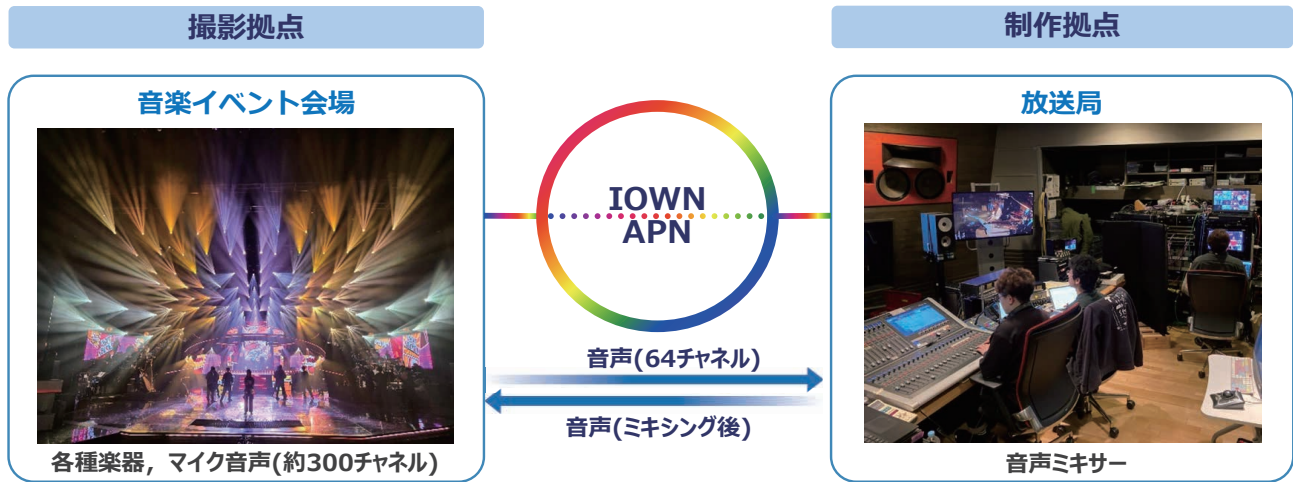 撮影拠点
制作拠点
音楽イベント会場
放送局
IOWN
APN
音声(64チャネル)
音声(ミキシング後)
各種楽器，マイク音声(約300チャネル)
音声ミキサー